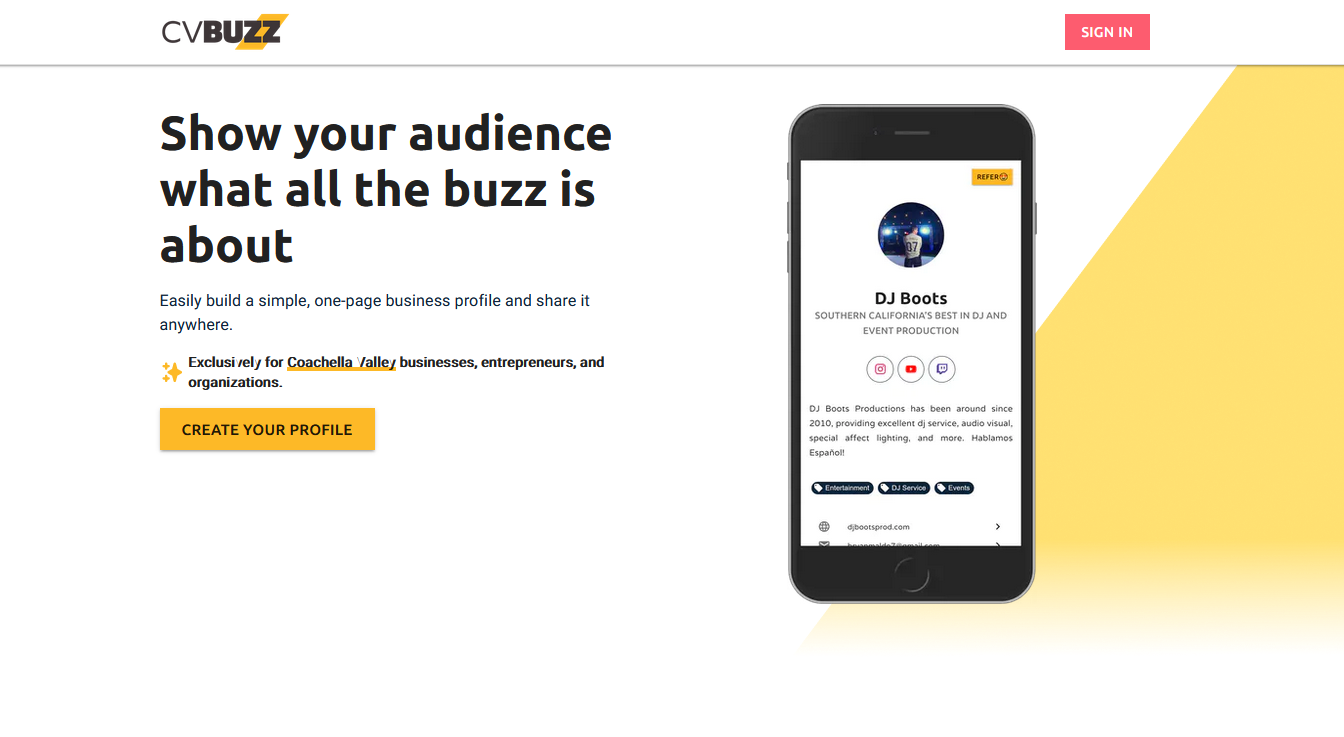 CVBUZZ
SIGN IN
Show your audience
what all the buzz is
about
Easily build a simple, one-page business profile and share it
anywhere.
Exclusively for Coachella Valley businesses, entrepreneurs, and
organizations.
CREATE YOUR PROFILE
REFER
07
DJ Boots
SOUTHERN CALIFORNIA'S BEST IN DJ AND
EVENT PRODUCTION
DJ Boots Productions has been around since
2010, providing excellent dj service, audio visual,
special affect lighting, and more. Hablamos
Español!
Entertainment DJ Service Events
djbootsprod.com